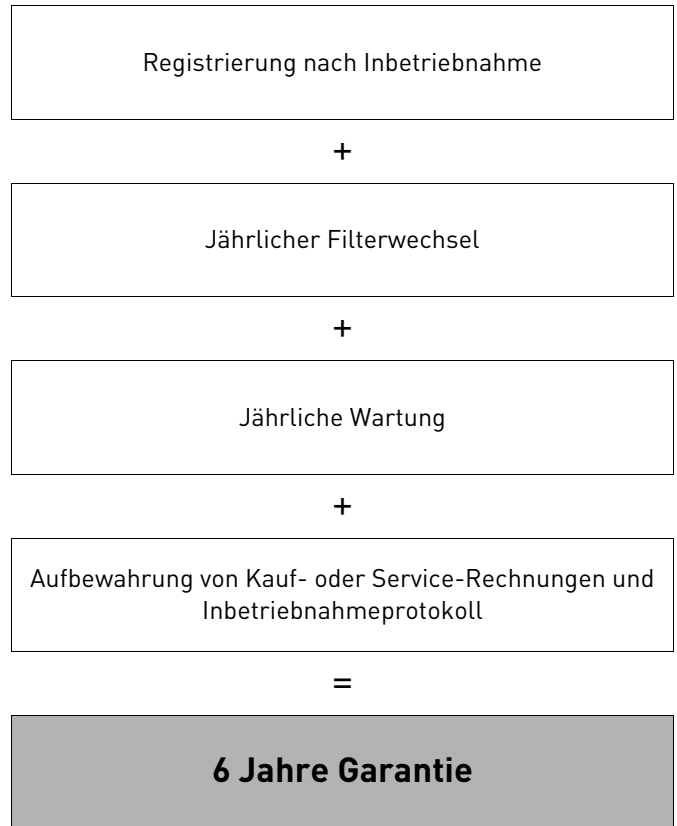 Registrierung nach Inbetriebnahme
+
Jährlicher Filterwechsel
+
Jährliche Wartung
+
Aufbewahrung von Kauf- oder Service-Rechnungen und
Inbetriebnahmeprotokoll
=
6 Jahre Garantie